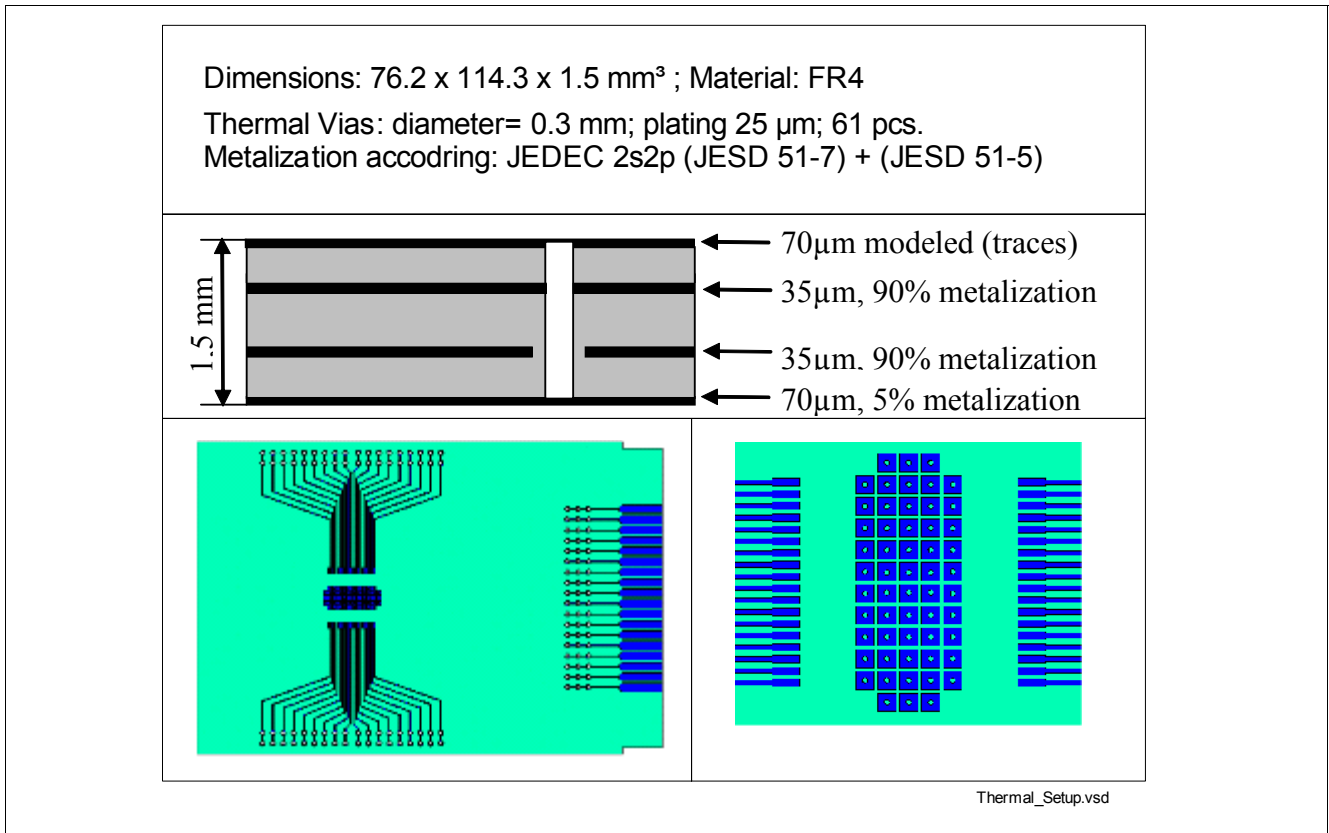 Dimensions: 76.2 x 114.3 x 1.5 mm³ ; Material: FR4
Thermal Vias: diameter= 0.3 mm; plating 25 µm; 61 pcs.
Metalization accodring: JEDEC 2s2p (JESD 51-7) + (JESD 51-5)
1.5 mm
70µm modeled (traces)
35µm, 90% metalization
35µm, 90% metalization
70µm, 5% metalization
Thermal_Setup.vsd